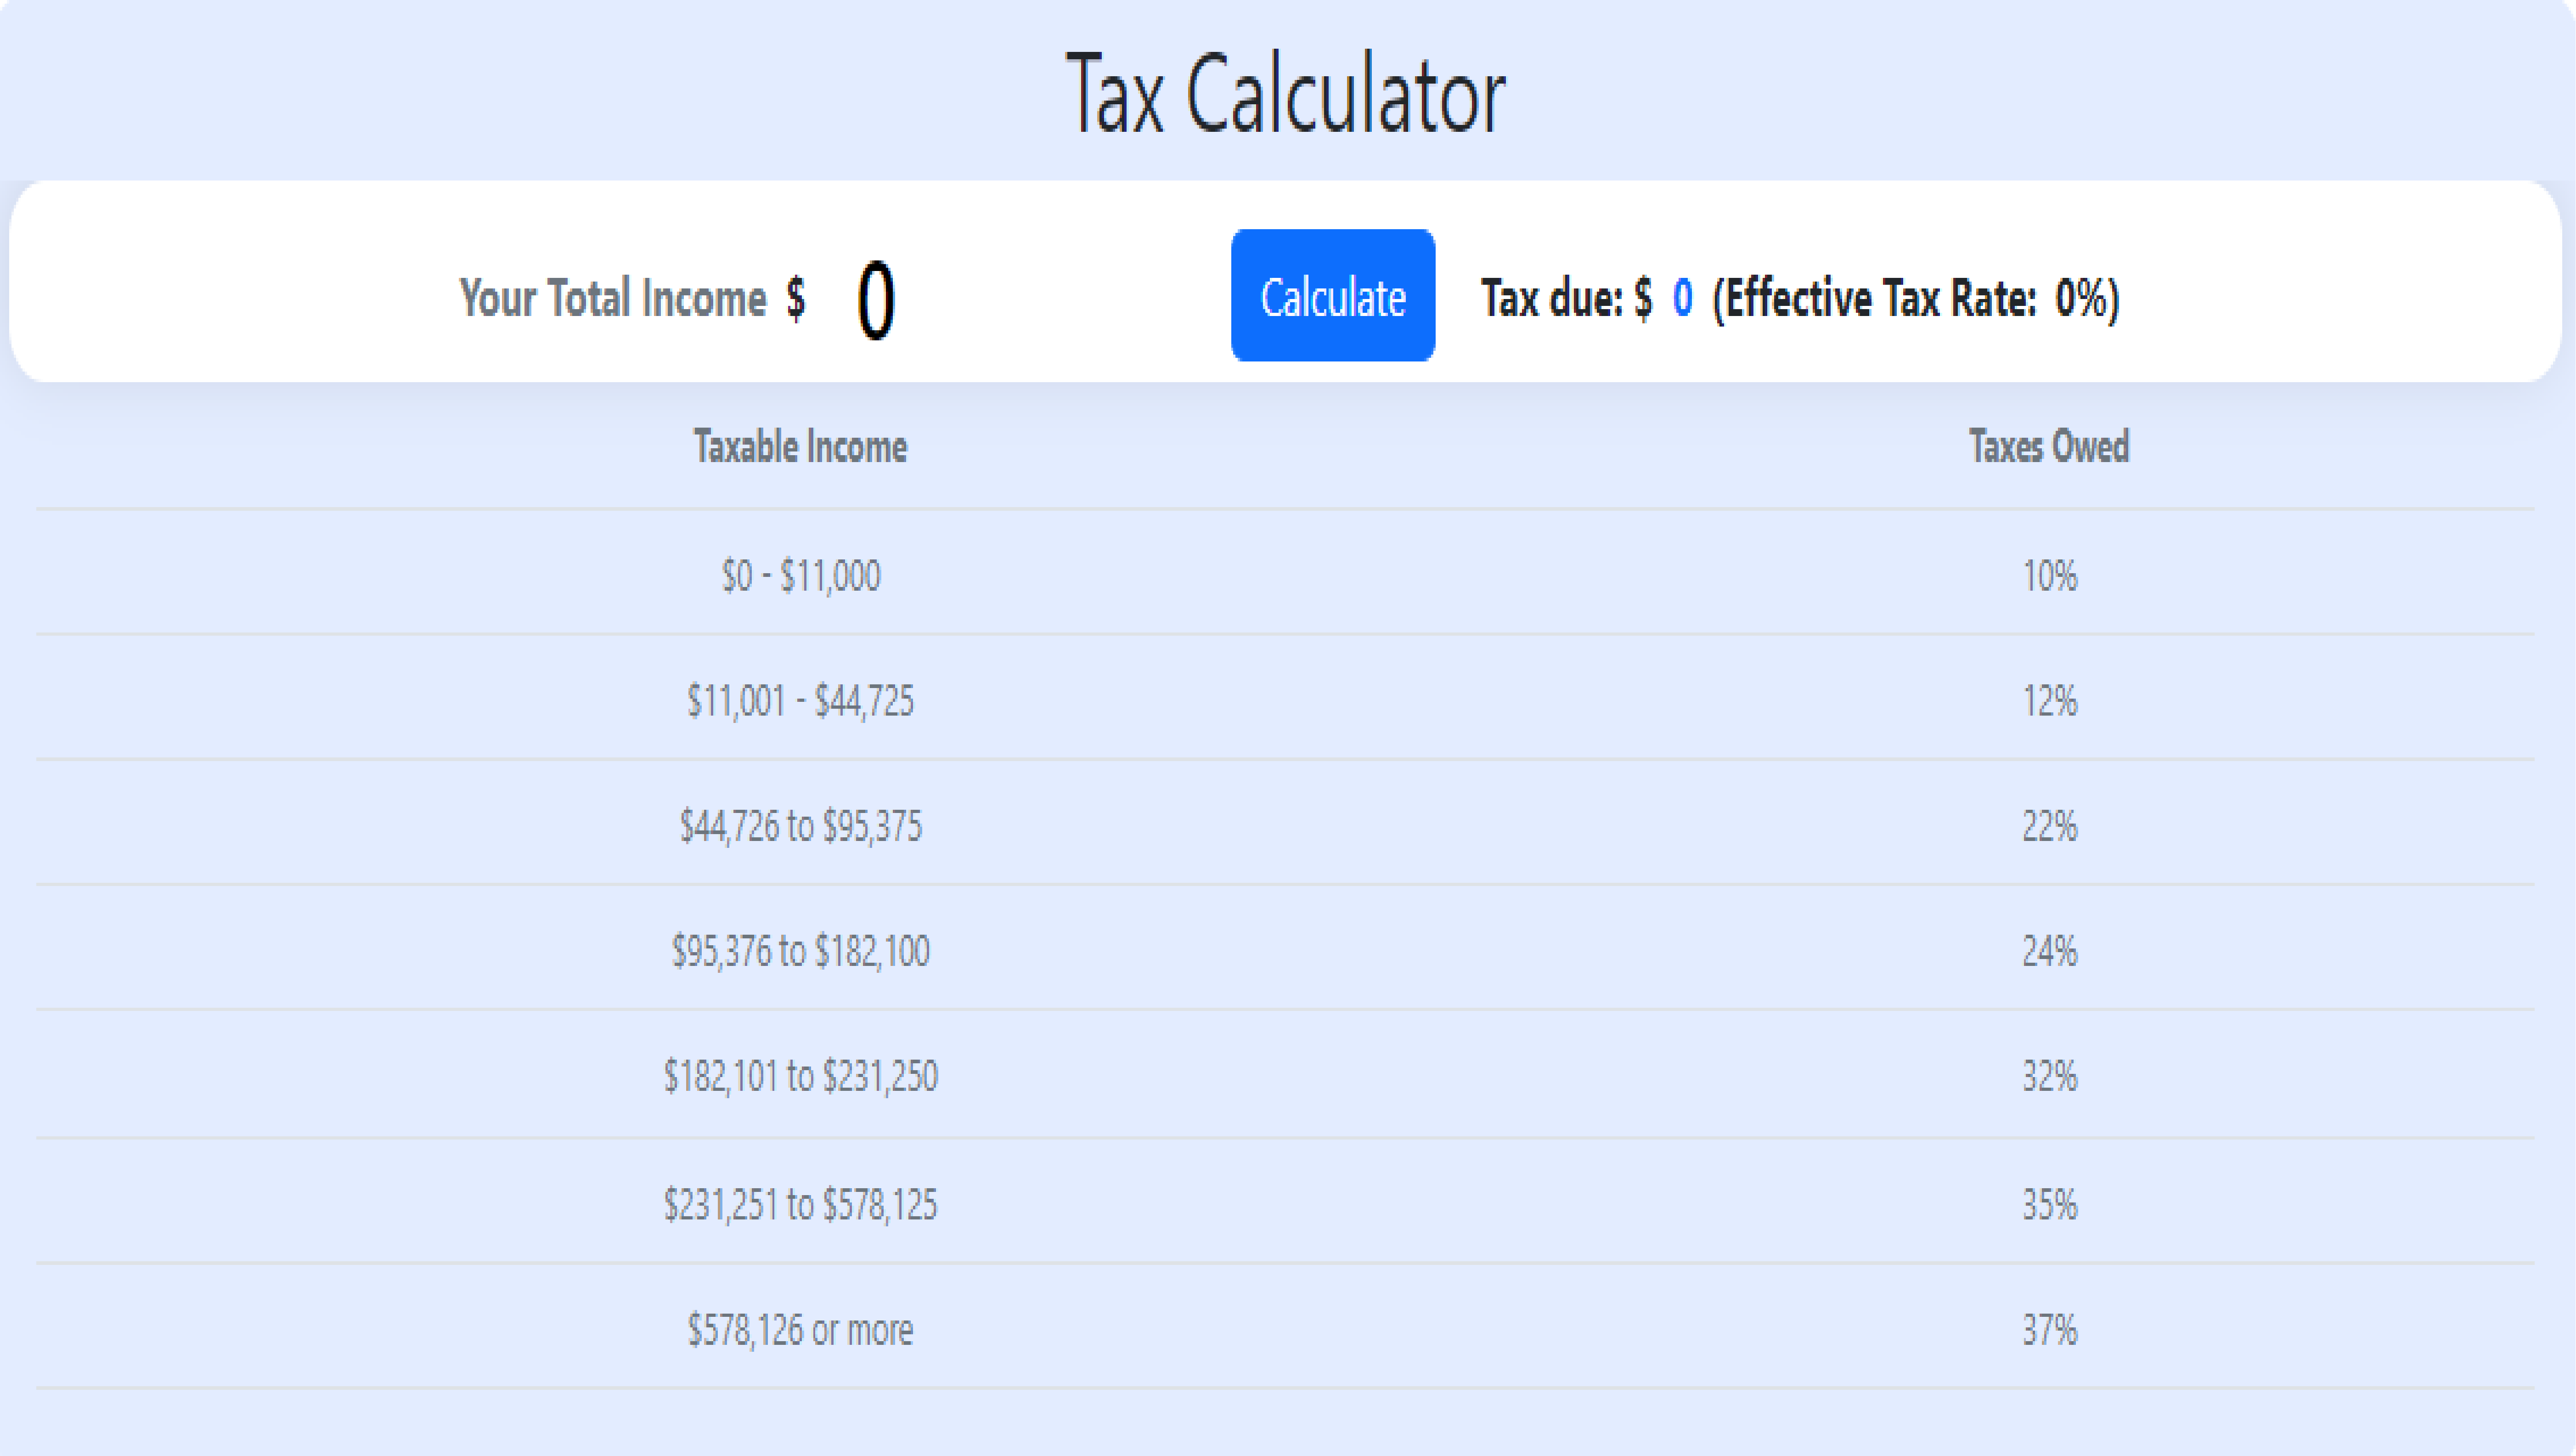 Tax Calculator
Your Total Income $ 0 Calculate Tax due: $ 0 (Effective Tax Rate: 0%)
Taxable Income Taxes Owed
$0 - $11,000 10%
$11,001 - $44,725 12%
$44,726 to $95,375 22%
$95,376 to $182,100 24%
$182,101 to $231,250 32%
$231,251 to $578,125 35%
$578,126 or more 37%